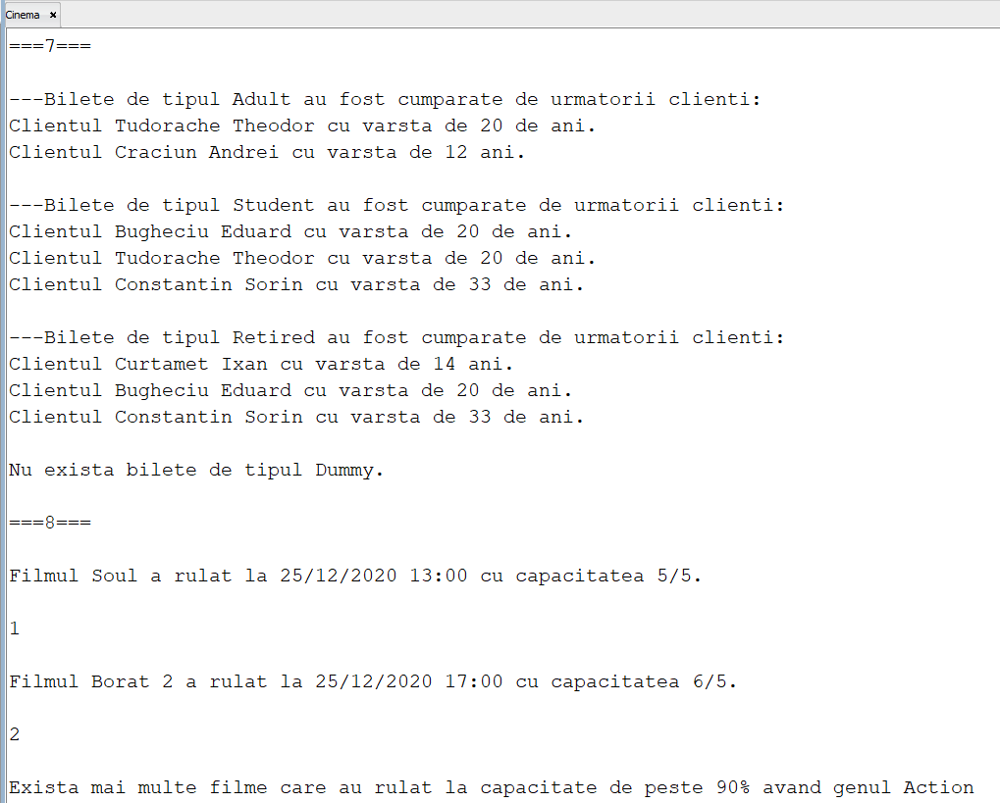 Cinema ×
===7===
---Bilete de tipul Adult au fost cumparate de urmatorii clienti:
Clientul Tudorache Theodor cu varsta de 20 de ani.
Clientul Craciun Andrei cu varsta de 12 ani.
---Bilete de tipul Student au fost cumparate de urmatorii clienti:
Clientul Bugheciu Eduard cu varsta de 20 de ani.
Clientul Tudorache Theodor cu varsta de 20 de ani.
Clientul Constantin Sorin cu varsta de 33 de ani.
---Bilete de tipul Retired au fost cumparate de urmatorii clienti:
Clientul Curtamet Ixan cu varsta de 14 ani.
Clientul Bugheciu Eduard cu varsta de 20 de ani.
Clientul Constantin Sorin cu varsta de 33 de ani.
Nu exista bilete de tipul Dummy.
===8===
Filmul Soul a rulat la 25/12/2020 13:00 cu capacitatea 5/5.
1
Filmul Borat 2 a rulat la 25/12/2020 17:00 cu capacitatea 6/5.
2
Exista mai multe filme care au rulat la capacitate de peste 90% avand genul Action